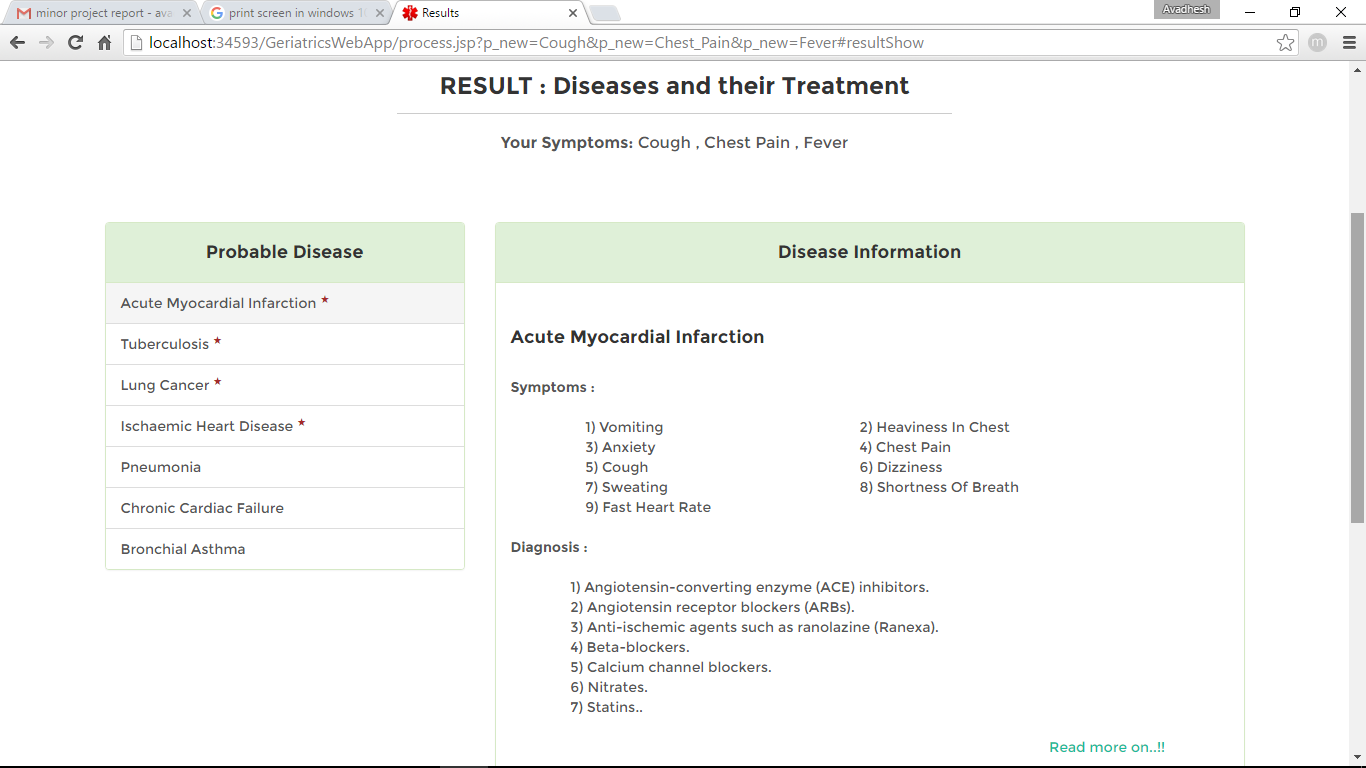 minor project report - ava
print screen in windows 1
Results
Avadhesh
localhost:34593/GeriatricsWebApp/process.jsp?p_new=Cough&p_new=Chest_Pain&p_new=Fever#resultShow
m
RESULT : Diseases and their Treatment
Your Symptoms: Cough , Chest Pain , Fever
Probable Disease
Acute Myocardial Infarction *
Tuberculosis *
Lung Cancer *
Ischaemic Heart Disease *
Pneumonia
Chronic Cardiac Failure
Bronchial Asthma
Disease Information
Acute Myocardial Infarction
Symptoms :
1) Vomiting 2) Heaviness In Chest
3) Anxiety 4) Chest Pain
5) Cough 6) Dizziness
7) Sweating 8) Shortness Of Breath
9) Fast Heart Rate
Diagnosis :
1) Angiotensin-converting enzyme (ACE) inhibitors.
2) Angiotensin receptor blockers (ARBs).
3) Anti-ischemic agents such as ranolazine (Ranexa).
4) Beta-blockers.
5) Calcium channel blockers.
6) Nitrates.
7) Statins..
Read more on..!!